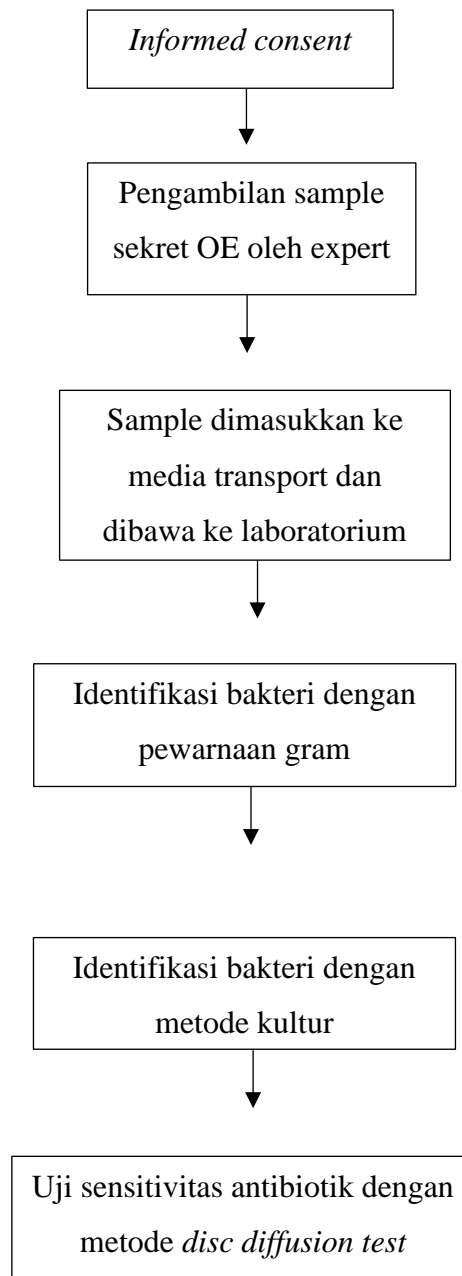 Informed consent
Pengambilan sample
sekret OE oleh expert
Sample dimasukkan ke
media transport dan
dibawa ke laboratorium
Identifikasi bakteri dengan
pewarnaan gram
Identifikasi bakteri dengan
metode kultur
Uji sensitivitas antibiotik dengan
metode disc diffusion test